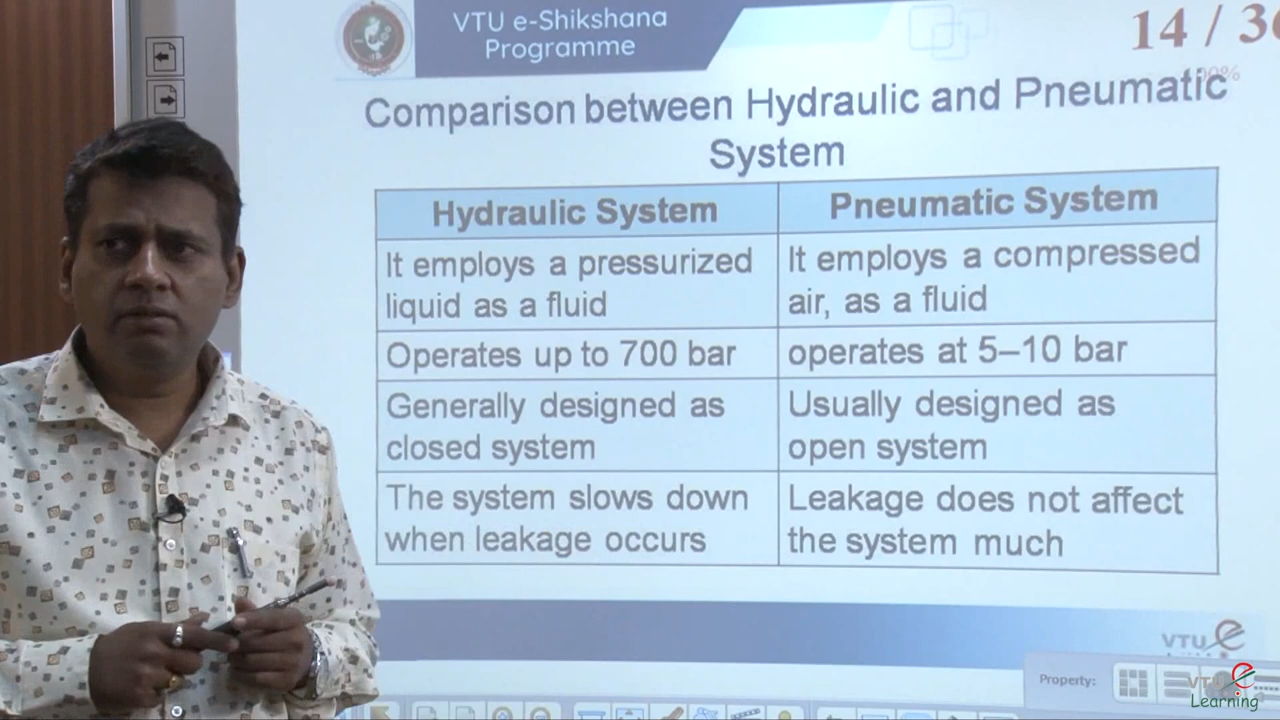 VTU e-Shikshana
Programme
14 / 36
100%
Comparison between Hydraulic and Pneumatic
System
Hydraulic System
Pneumatic System
It employs a pressurized
liquid as a fluid
It employs a compressed
air, as a fluid
Operates up to 700 bar
operates at 5–10 bar
Generally designed as
closed system
Usually designed as
open system
The system slows down
when leakage occurs
Leakage does not affect
the system much
VTU e
Property:
VTU e
Learning